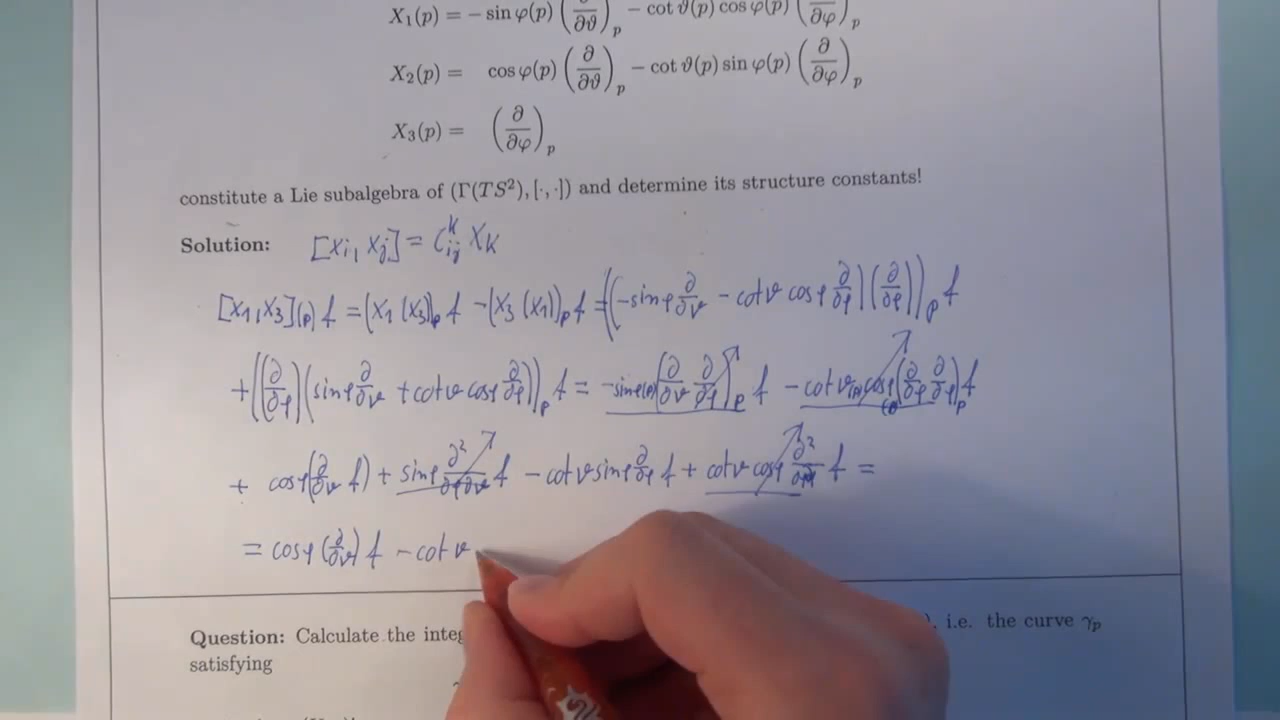 X₁(p) = − sin φ(p) (∂/∂ϑ)ₚ − cot ϑ(p) cos φ(p) (∂/∂φ)ₚ
X₂(p) = cos φ(p) (∂/∂ϑ)ₚ − cot ϑ(p) sin φ(p) (∂/∂φ)ₚ
X₃(p) = (∂/∂φ)ₚ
constitute a Lie subalgebra of (Γ(TS²), [·, ·]) and determine its structure constants!
Solution: [Xi, Xj] = C^k_ij X_k
[X₁, X₃](p) f = (X₁(X₃))ₚ f − (X₃(X₁))ₚ f = ((−sinφ ∂/∂ϑ − cotϑ cosφ ∂/∂φ)(∂/∂φ))ₚ f
+ ((∂/∂φ)(sinφ ∂/∂ϑ + cotϑ cosφ ∂/∂φ))ₚ f = −sinφ(p)(∂/∂ϑ ∂/∂φ)ₚ f − cotϑ(p) cosφ(p)(∂/∂φ ∂/∂φ)ₚ f
+ cosφ(∂/∂ϑ f) + sinφ ∂²/∂φ∂ϑ f − cotϑ sinφ ∂/∂φ f + cotϑ cosφ ∂²/∂φ∂φ f =
= cosφ (∂/∂ϑ) f − cot ϑ
Question: Calculate the integ , i.e. the curve γₚ
satisfying